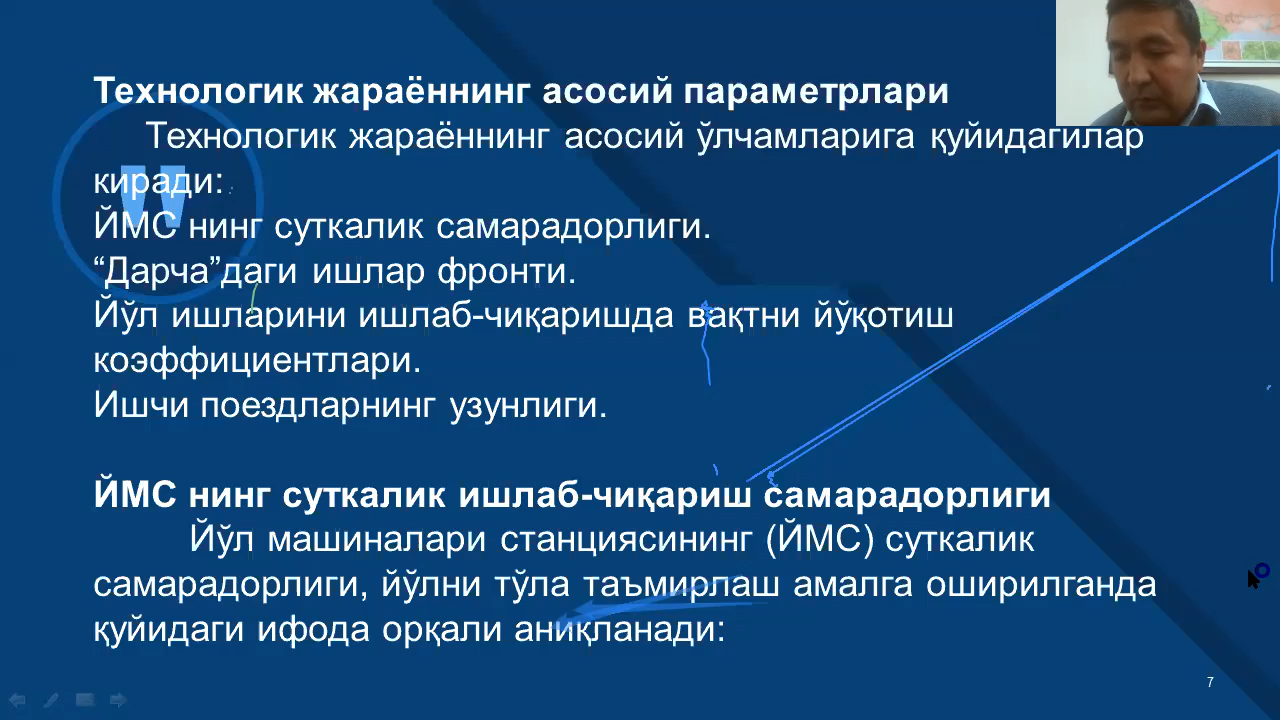 Технологик жараённинг асосий параметрлари
Технологик жараённинг асосий ўлчамларига қуйидагилар
киради:
ЙМС нинг суткалик самарадорлиги.
“Дарча”даги ишлар фронти.
Йўл ишларини ишлаб-чиқаришда вақтни йўқотиш
коэффициентлари.
Ишчи поездларнинг узунлиги.
ЙМС нинг суткалик ишлаб-чиқариш самарадорлиги
Йўл машиналари станциясининг (ЙМС) суткалик
самарадорлиги, йўлни тўла таъмирлаш амалга оширилганда
қуйидаги ифода орқали аниқланади:
7